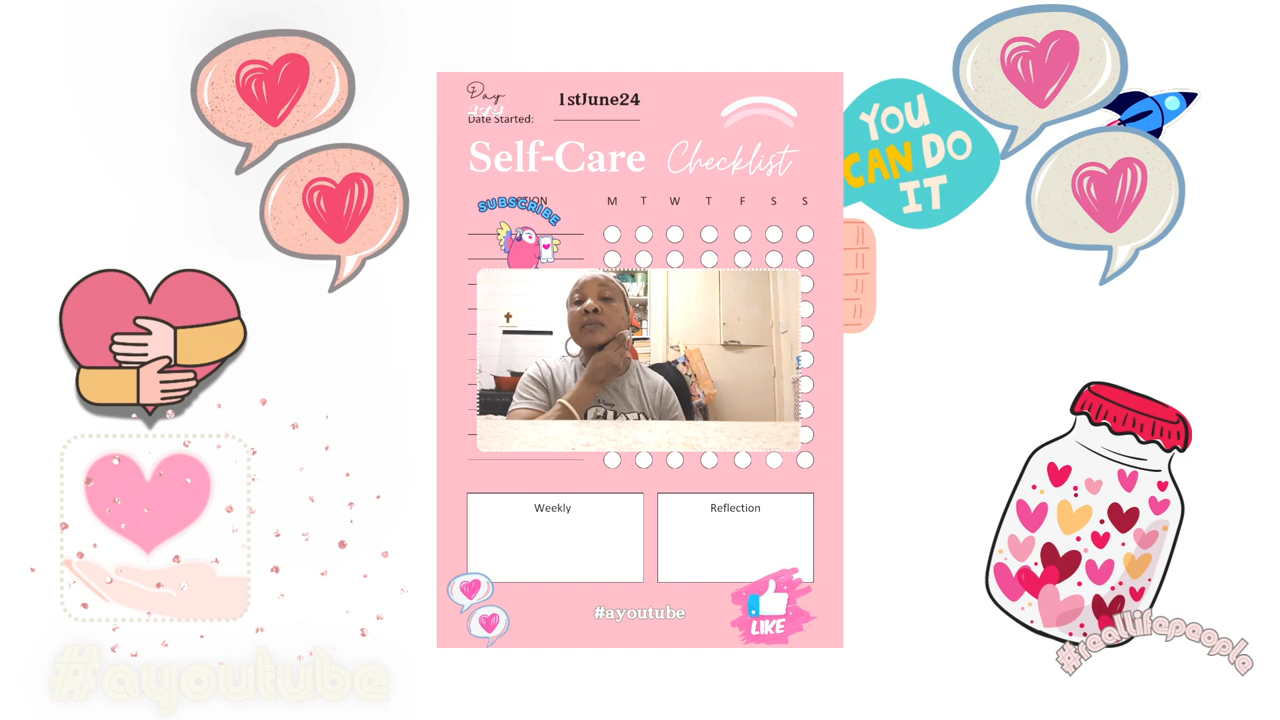 Day
1stJune24
Date Started:
Self-Care Checklist
M T W T F S S
SUBSCRIBE
Weekly
Reflection
#ayoutube
LIKE
YOU
CAN DO
IT
#ayoutube
#reallifepeople